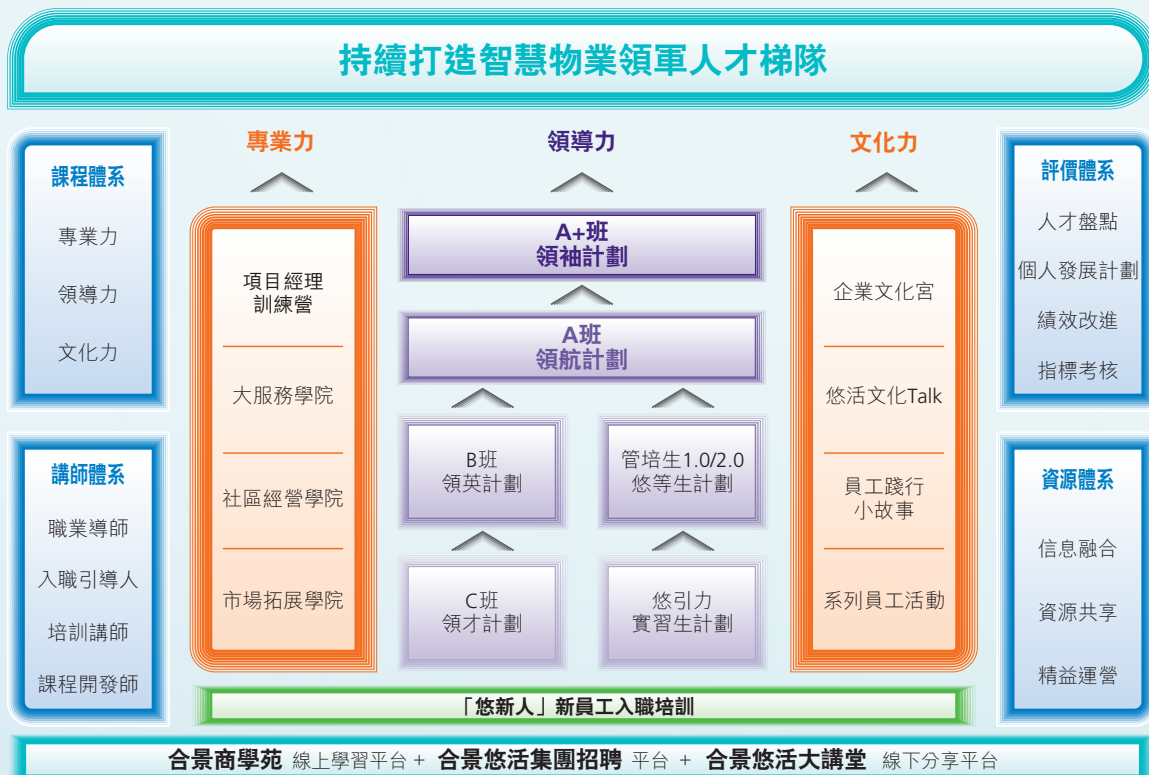 持續打造智慧物業領軍人才梯隊
課程體系
專業力
領導力
文化力
講師體系
職業導師
入職引導人
培訓講師
課程開發師
專業力
項目經理
訓練營
大服務學院
社區經營學院
市場拓展學院
領導力
A+班
領袖計劃
A班
領航計劃
B班
領英計劃
管培生1.0/2.0
悠等生計劃
C班
領才計劃
悠引力
實習生計劃
文化力
企業文化宮
悠活文化Talk
員工踐行
小故事
系列員工活動
評價體系
人才盤點
個人發展計劃
績效改進
指標考核
資源體系
信息融合
資源共享
精益運營
「悠新人」新員工入職培訓
合景商學苑 線上學習平台 + 合景悠活集團招聘 平台 + 合景悠活大講堂 線下分享平台